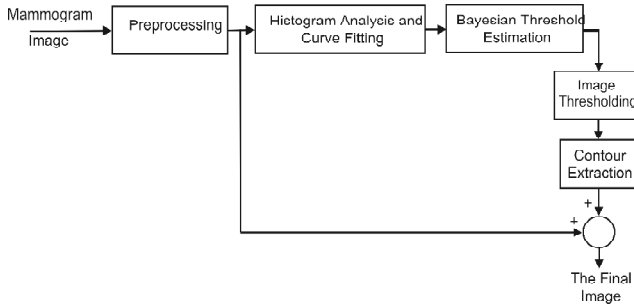 Mammogram
Image
Preprocessing
Histogram Analysis and
Curve Fitting
Bayesian Threshold
Estimation
Image
Thresholding
Contour
Extraction
+
+
The Final
Image